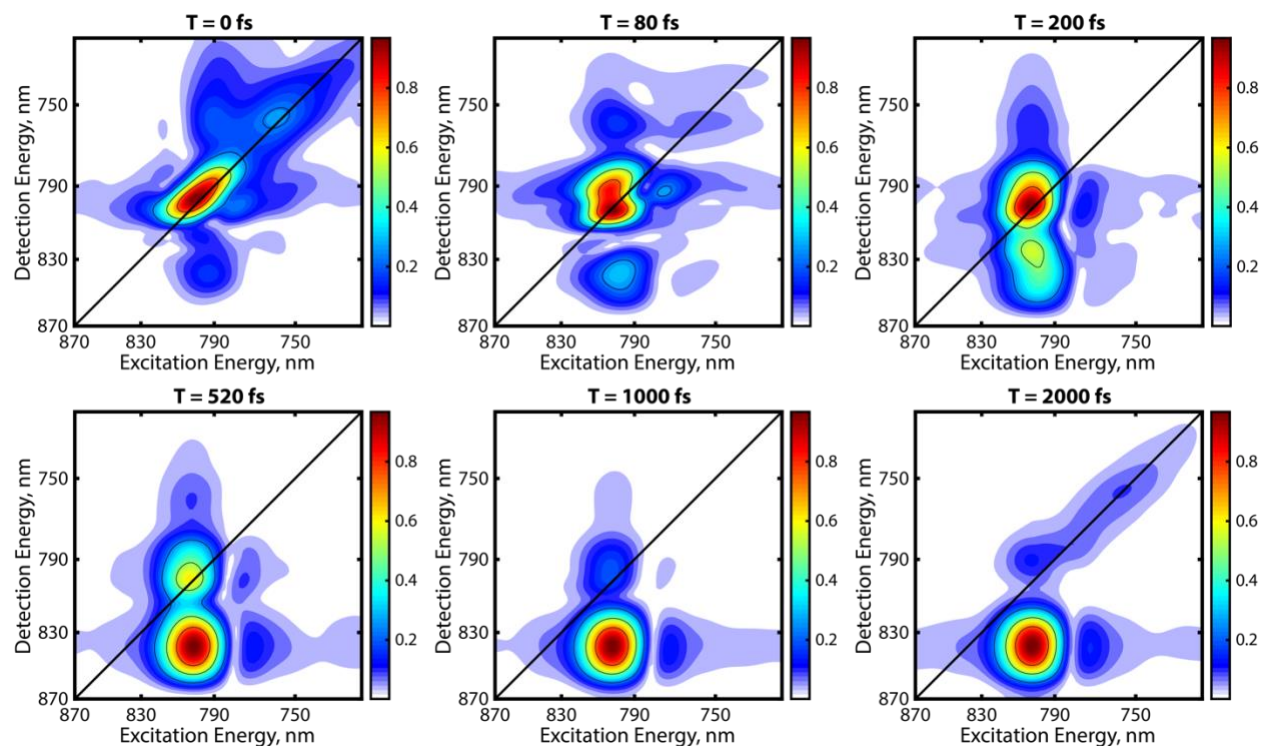 T = 0 fs
Detection Energy, nm
750
790
830
870
870 830 790 750
Excitation Energy, nm
0.8
0.6
0.4
0.2
T = 80 fs
Detection Energy, nm
750
790
830
870
870 830 790 750
Excitation Energy, nm
0.8
0.6
0.4
0.2
T = 200 fs
Detection Energy, nm
750
790
830
870
870 830 790 750
Excitation Energy, nm
0.8
0.6
0.4
0.2
T = 520 fs
Detection Energy, nm
750
790
830
870
870 830 790 750
Excitation Energy, nm
0.8
0.6
0.4
0.2
T = 1000 fs
Detection Energy, nm
750
790
830
870
870 830 790 750
Excitation Energy, nm
0.8
0.6
0.4
0.2
T = 2000 fs
Detection Energy, nm
750
790
830
870
870 830 790 750
Excitation Energy, nm
0.8
0.6
0.4
0.2